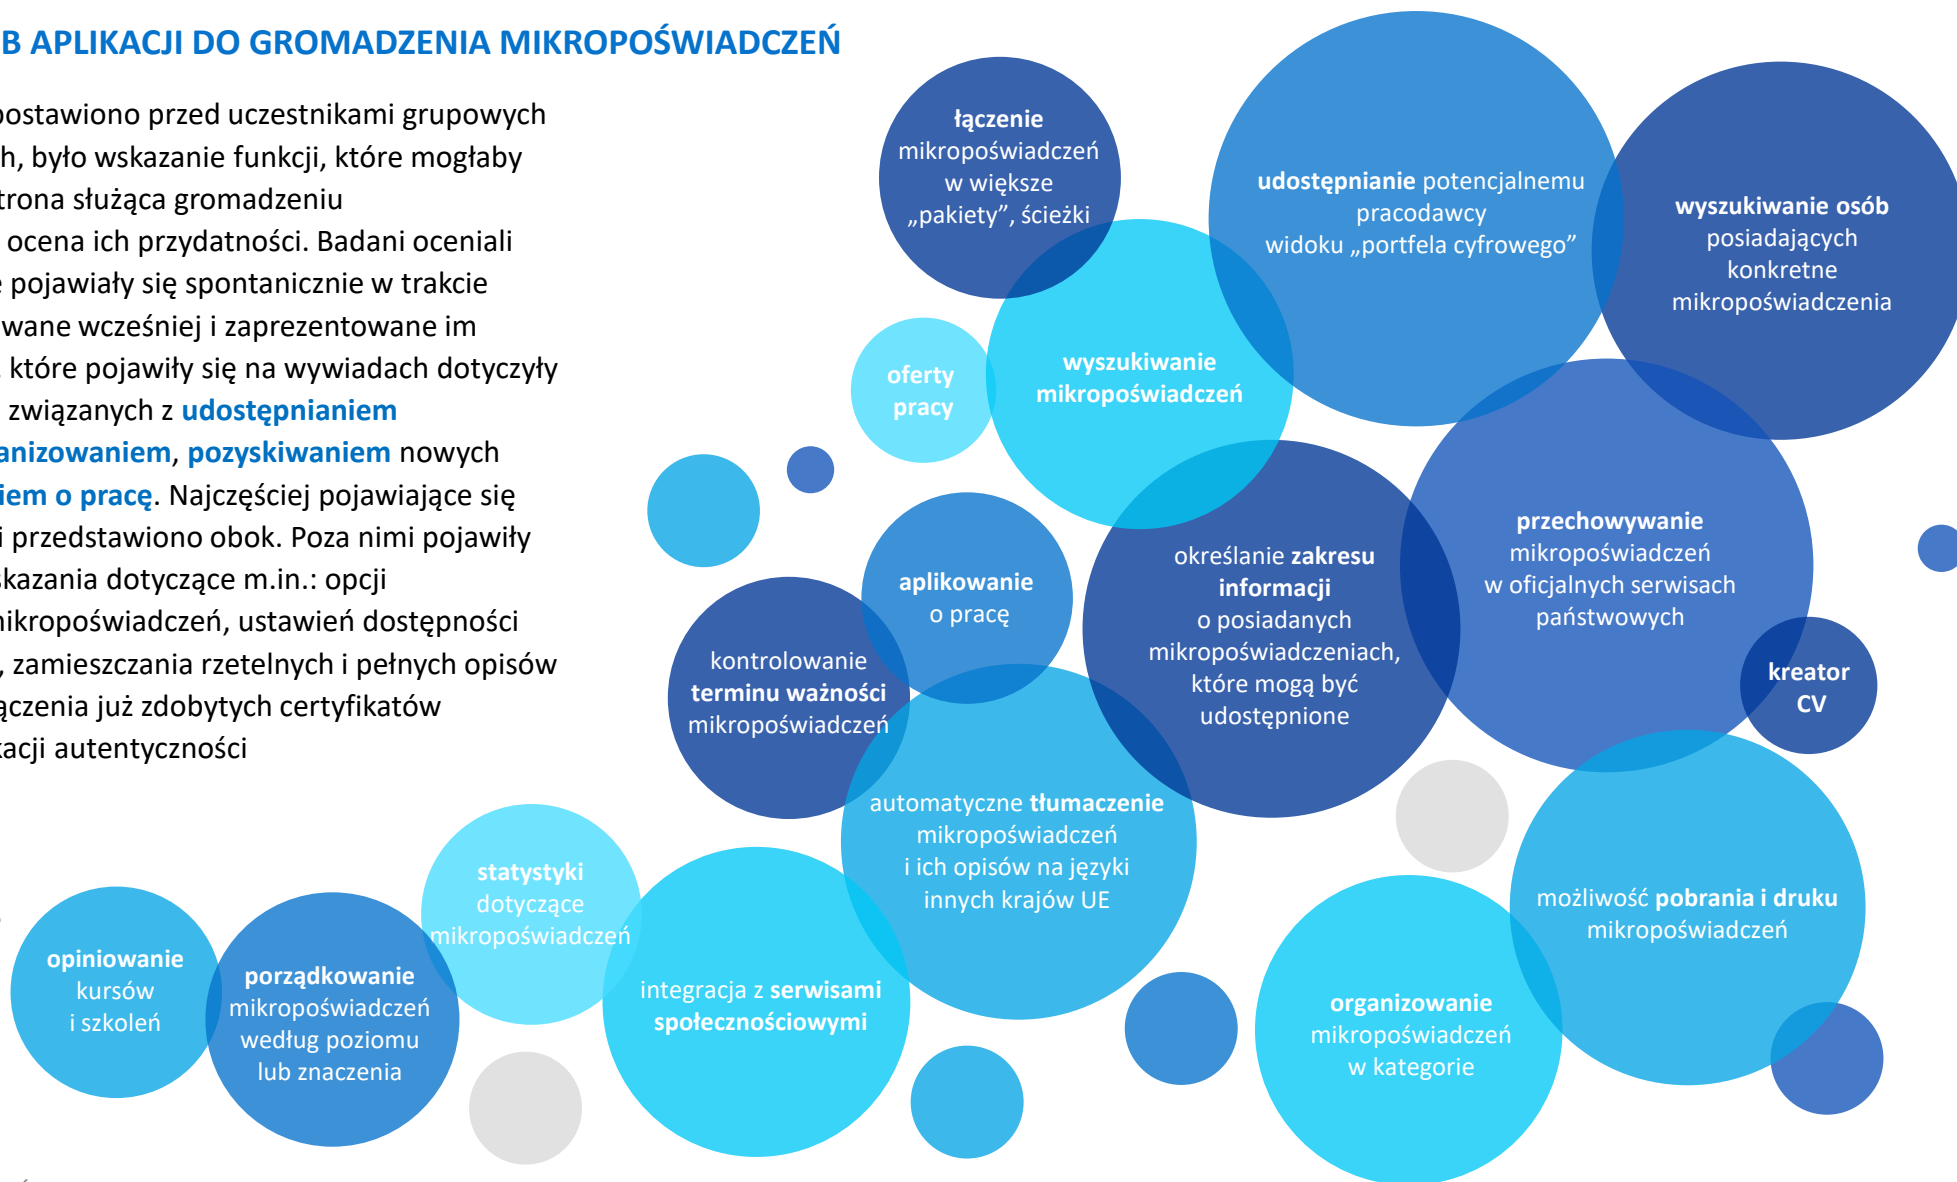 B APLIKACJI DO GROMADZENIA MIKROPOŚWIADCZEŃ
postawiono przed uczestnikami grupowych
h, było wskazanie funkcji, które mogłaby
trona służąca gromadzeniu
ocena ich przydatności. Badani oceniali
e pojawiały się spontanicznie w trakcie
wane wcześniej i zaprezentowane im
. które pojawiły się na wywiadach dotyczyły
związanych z udostępnianiem
anizowaniem, pozyskiwaniem nowych
iem o pracę. Najczęściej pojawiające się
i przedstawiono obok. Poza nimi pojawiły
skazania dotyczące m.in.: opcji
nikropoświadczeń, ustawień dostępności
, zamieszczania rzetelnych i pełnych opisów
ączenia już zdobytych certyfikatów
kacji autentyczności
łączenie
mikropoświadczeń
w większe
„pakiety”, ścieżki
udostępnianie potencjalnemu
pracodawcy
widoku „portfela cyfrowego”
wyszukiwanie osób
posiadających
konkretne
mikropoświadczenia
oferty
pracy
wyszukiwanie
mikropoświadczeń
aplikowanie
o pracę
określanie zakresu
informacji
o posiadanych
mikropoświadczeniach,
które mogą być
udostępnione
przechowywanie
mikropoświadczeń
w oficjalnych serwisach
państwowych
kreator
CV
kontrolowanie
terminu ważności
mikropoświadczeń
automatyczne tłumaczenie
mikropoświadczeń
i ich opisów na języki
innych krajów UE
możliwość pobrania i druku
mikropoświadczeń
statystyki
dotyczące
mikropoświadczeń
opiniowanie
kursów
i szkoleń
porządkowanie
mikropoświadczeń
według poziomu
lub znaczenia
integracja z serwisami
społecznościowymi
organizowanie
mikropoświadczeń
w kategorie